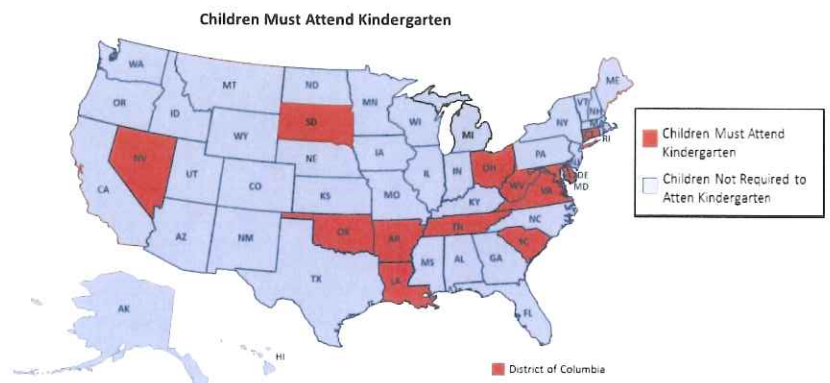 Children Must Attend Kindergarten
WA
MT
ND
MN
ME
OR
ID
SD
WI
MI
VT
NH
NY
MA
RI
WY
IA
PA
NV
NE
IL
IN
OH
DE
MD
UT
CO
WV
VA
CA
KS
MO
KY
NC
AZ
NM
OK
AR
TN
SC
TX
LA
MS
AL
GA
FL
AK
HI
Children Must Attend
Kindergarten
Children Not Required to
Atten Kindergarten
District of Columbia